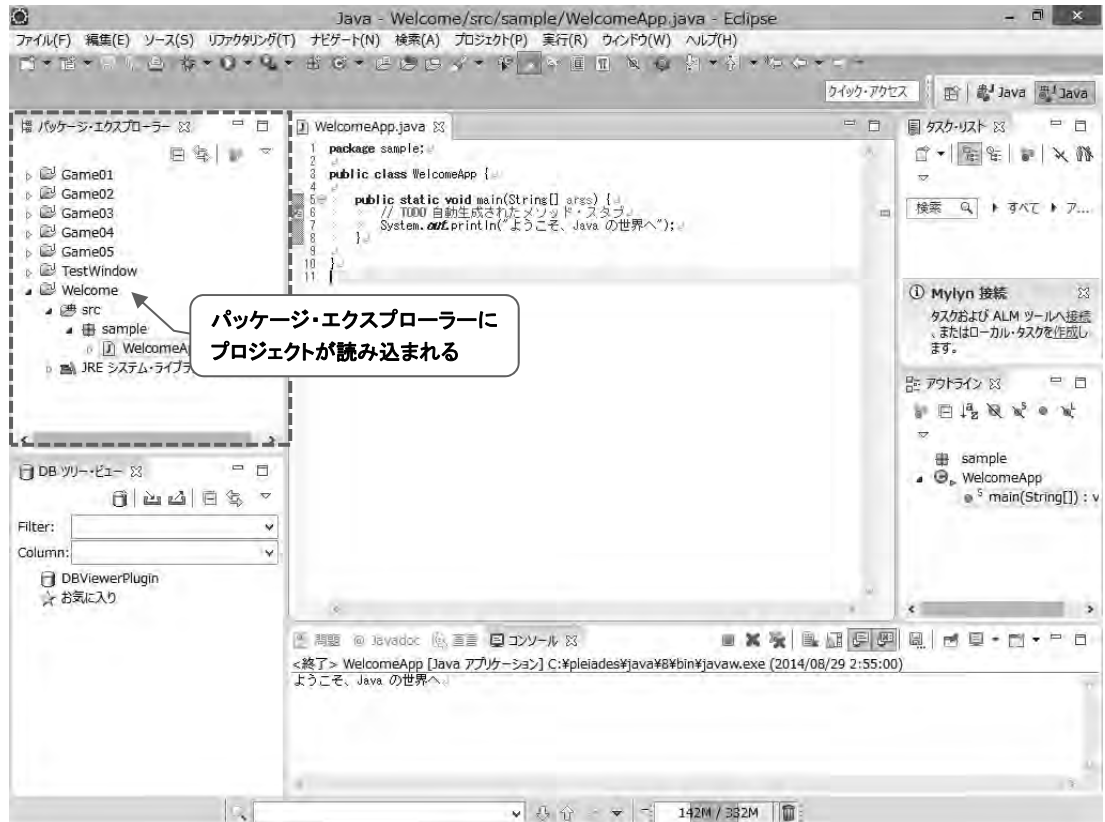 Java - Welcome/src/sample/WelcomeApp.java - Eclipse
ファイル(F) 編集(E) ソース(S) リファクタリング(T) ナビゲート(N) 検索(A) プロジェクト(P) 実行(R) ウィンドウ(W) ヘルプ(H)
クイック・アクセス Java Java
パッケージ・エクスプローラー
Game01
Game02
Game03
Game04
Game05
TestWindow
Welcome
src
sample
WelcomeA
JRE システム・ライブラ
パッケージ・エクスプローラーに
プロジェクトが読み込まれる
WelcomeApp.java
1 package sample;
2
3 public class WelcomeApp {
4
5 public static void main(String[] args) {
6 // TODO 自動生成されたメソッド・スタブ
7 System.out.println("ようこそ、Java の世界へ");
8 }
9
10 }
11
タスク・リスト
検索 すべて ア...
Mylyn 接続
タスクおよび ALM ツールへ接続
、またはローカル・タスクを作成し
ます。
アウトライン
sample
WelcomeApp
main(String[]) : v
DB ツリー・ビュー
Filter:
Column:
DBViewerPlugin
お気に入り
問題 @ Javadoc 宣言 コンソール
<終了> WelcomeApp [Java アプリケーション] C:¥pleiades¥java¥8¥bin¥javaw.exe (2014/08/29 2:55:00)
ようこそ、Java の世界へ
142M / 332M